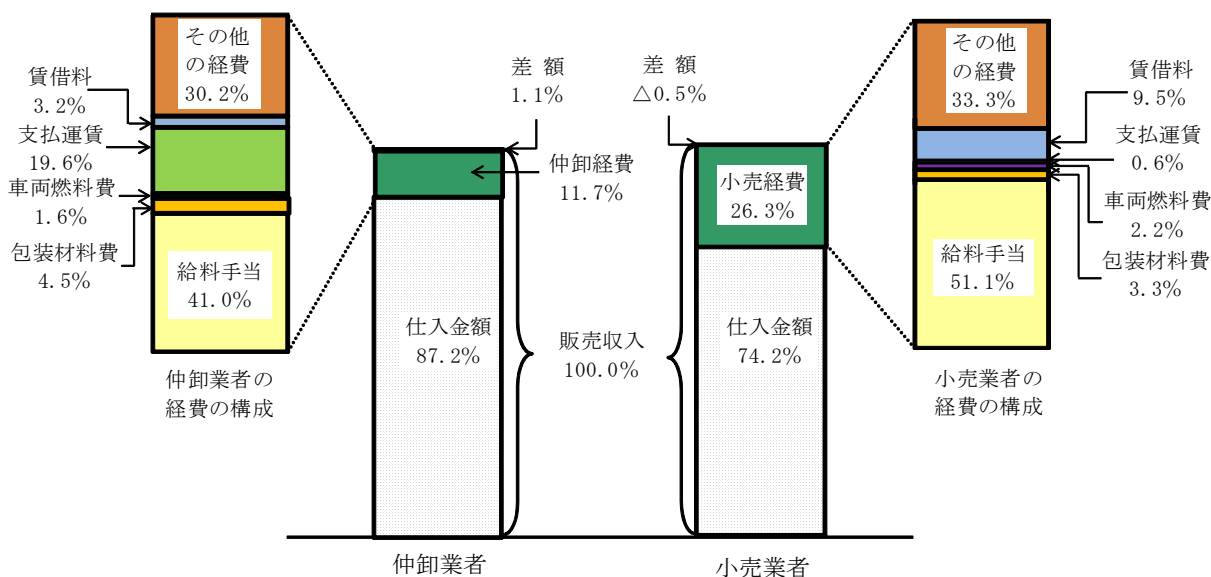 その他
の経費
30.2%
賃借料
3.2%
支払運賃
19.6%
車両燃料費
1.6%
包装材料費
4.5%
給料手当
41.0%
仲卸業者の
経費の構成
差 額
1.1%
仲卸経費
11.7%
仕入金額
87.2%
仲卸業者
販売収入
100.0%
差 額
△0.5%
小売経費
26.3%
仕入金額
74.2%
小売業者
その他
の経費
33.3%
賃借料
9.5%
支払運賃
0.6%
車両燃料費
2.2%
包装材料費
3.3%
給料手当
51.1%
小売業者の
経費の構成